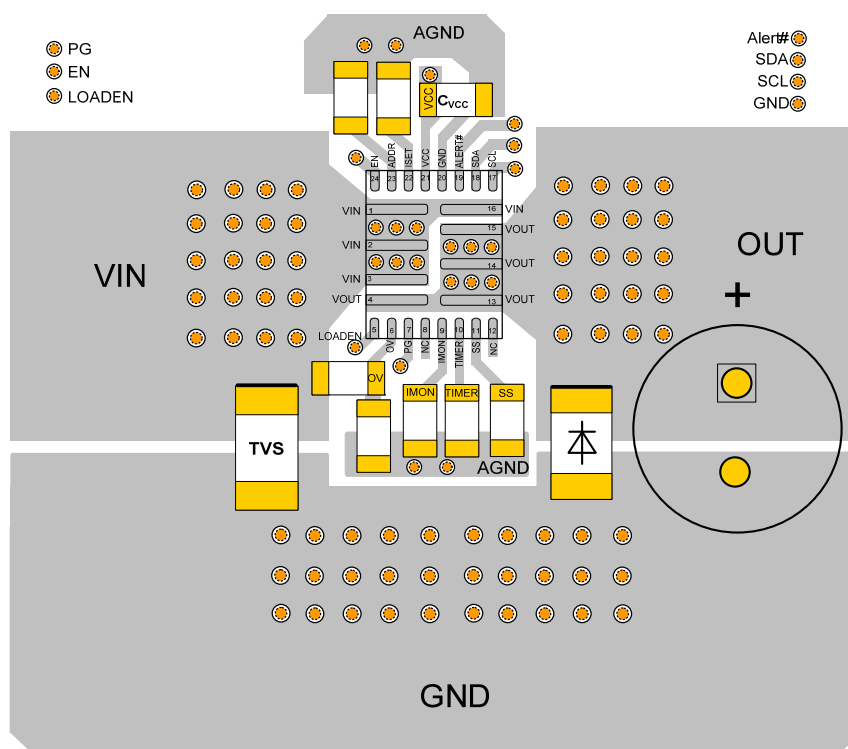 AGND
PG
EN
LOADEN
Alert#
SDA
SCL
GND
VCC
CVCC
EN
ADDR
ISET
VCC
GND
ALERT#
SDA
SCL
24
23
22
21
20
19
18
17
VIN
1
16
VIN
15
VOUT
VIN
2
14
VOUT
VIN
3
VOUT
4
13
VOUT
LOADEN
5
6
7
8
9
10
11
12
OV
PG
NC
IMON
TIMER
SS
NC
VIN
OUT
+
OV
IMON
TIMER
SS
TVS
AGND
GND